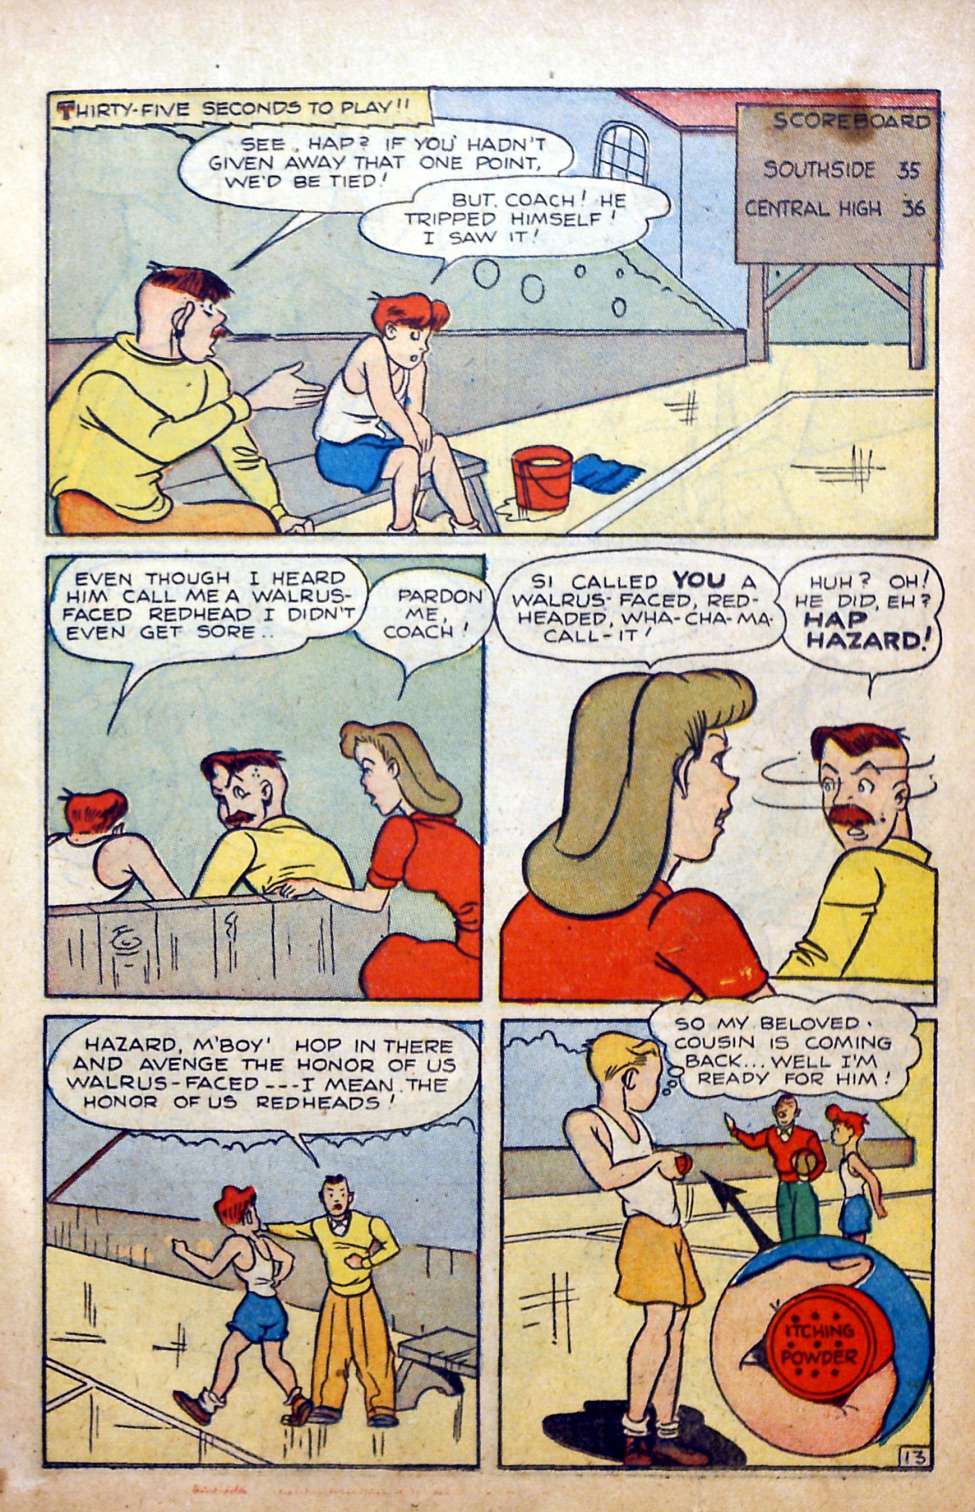 THIRTY-FIVE SECONDS TO PLAY!!
SEE, HAP? IF YOU HADN'T
GIVEN AWAY THAT ONE POINT,
WE'D BE TIED!
BUT, COACH! HE
TRIPPED HIMSELF!
I SAW IT!
SCOREBOARD
SOUTHSIDE 35
CENTRAL HIGH 36
EVEN THOUGH I HEARD
HIM CALL ME A WALRUS-
FACED REDHEAD I DIDN'T
EVEN GET SORE..
PARDON
ME,
COACH!
SI CALLED YOU A
WALRUS-FACED, RED-
HEADED, WHA-CHA-MA-
CALL-IT!
HUH? OH!
HE DID, EH?
HAP
HAZARD!
HAZARD, M'BOY! HOP IN THERE
AND AVENGE THE HONOR OF US
WALRUS-FACED---I MEAN THE
HONOR OF US REDHEADS!
SO MY BELOVED
COUSIN IS COMING
BACK... WELL I'M
READY FOR HIM!
ITCHING
POWDER
13